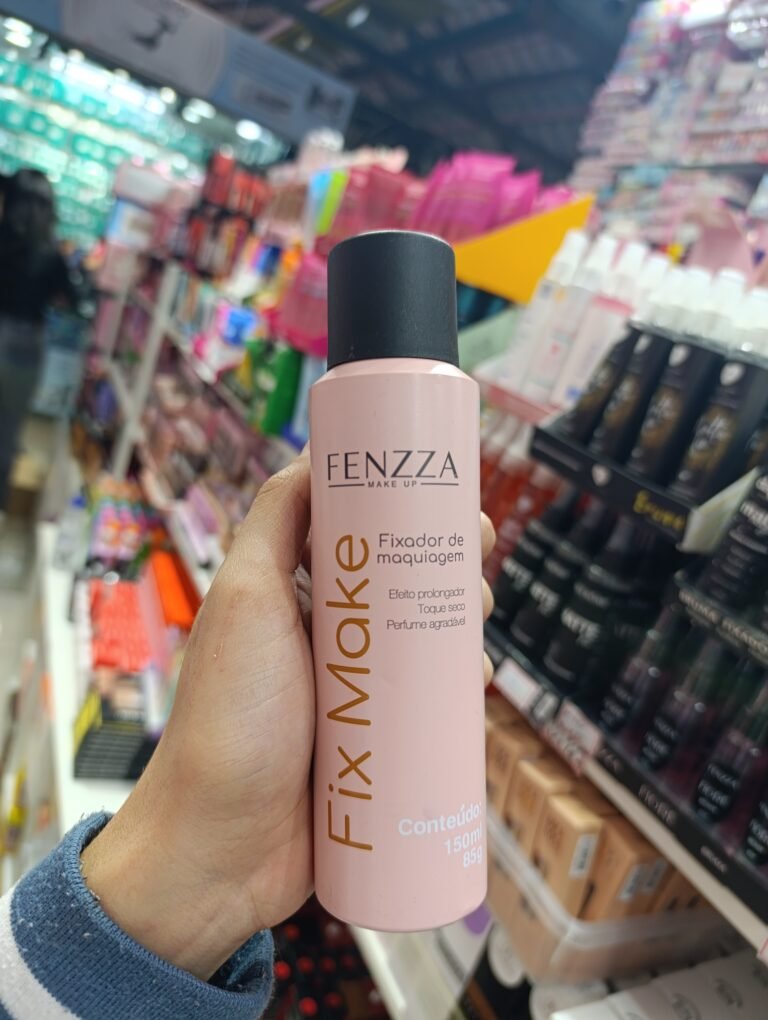 FENZZA
MAKE UP
Fix Make
Fixador de
maquiagem
Efeito prolongador
Toque seco
Perfume agradável
Conteúdo:
150ml
85g